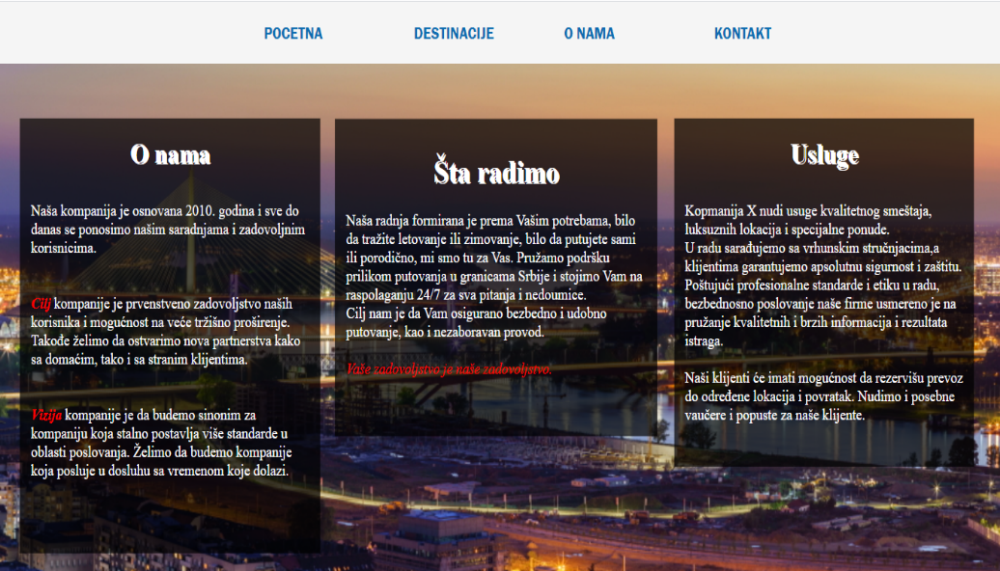 POCETNA DESTINACIJE O NAMA KONTAKT
O nama
Naša kompanija je osnovana 2010. godina i sve do
danas se ponosimo našim saradnjama i zadovoljnim
korisnicima.
Cilj kompanije je prvenstveno zadovoljstvo naših
korisnika i mogućnost na veće tržišno proširenje.
Takođe želimo da ostvarimo nova partnerstva kako
sa domaćim, tako i sa stranim klijentima.
Vizija kompanije je da budemo sinonim za
kompaniju koja stalno postavlja više standarde u
oblasti poslovanja. Želimo da budemo kompanije
koja posluje u dosluhu sa vremenom koje dolazi.
Šta radimo
Naša radnja formirana je prema Vašim potrebama, bilo
da tražite letovanje ili zimovanje, bilo da putujete sami
ili porodično, mi smo tu za Vas. Pružamo podršku
prilikom putovanja u granicama Srbije i stojimo Vam na
raspolaganju 24/7 za sva pitanja i nedoumice.
Cilj nam je da Vam osigurano bezbedno i udobno
putovanje, kao i nezaboravan provod.
Vaše zadovoljstvo je naše zadovoljstvo.
Usluge
Kopmanija X nudi usuge kvalitetnog smeštaja,
luksuznih lokacija i specijalne ponude.
U radu sarađujemo sa vrhunskim stručnjacima,a
klijentima garantujemo apsolutnu sigurnost i zaštitu.
Poštujući profesionalne standarde i etiku u radu,
bezbednosno poslovanje naše firme usmereno je na
pružanje kvalitetnih i brzih informacija i rezultata
istraga.
Naši klijenti će imati mogućnost da rezervišu prevoz
do određene lokacija i povratak. Nudimo i posebne
vaučere i popuste za naše klijente.